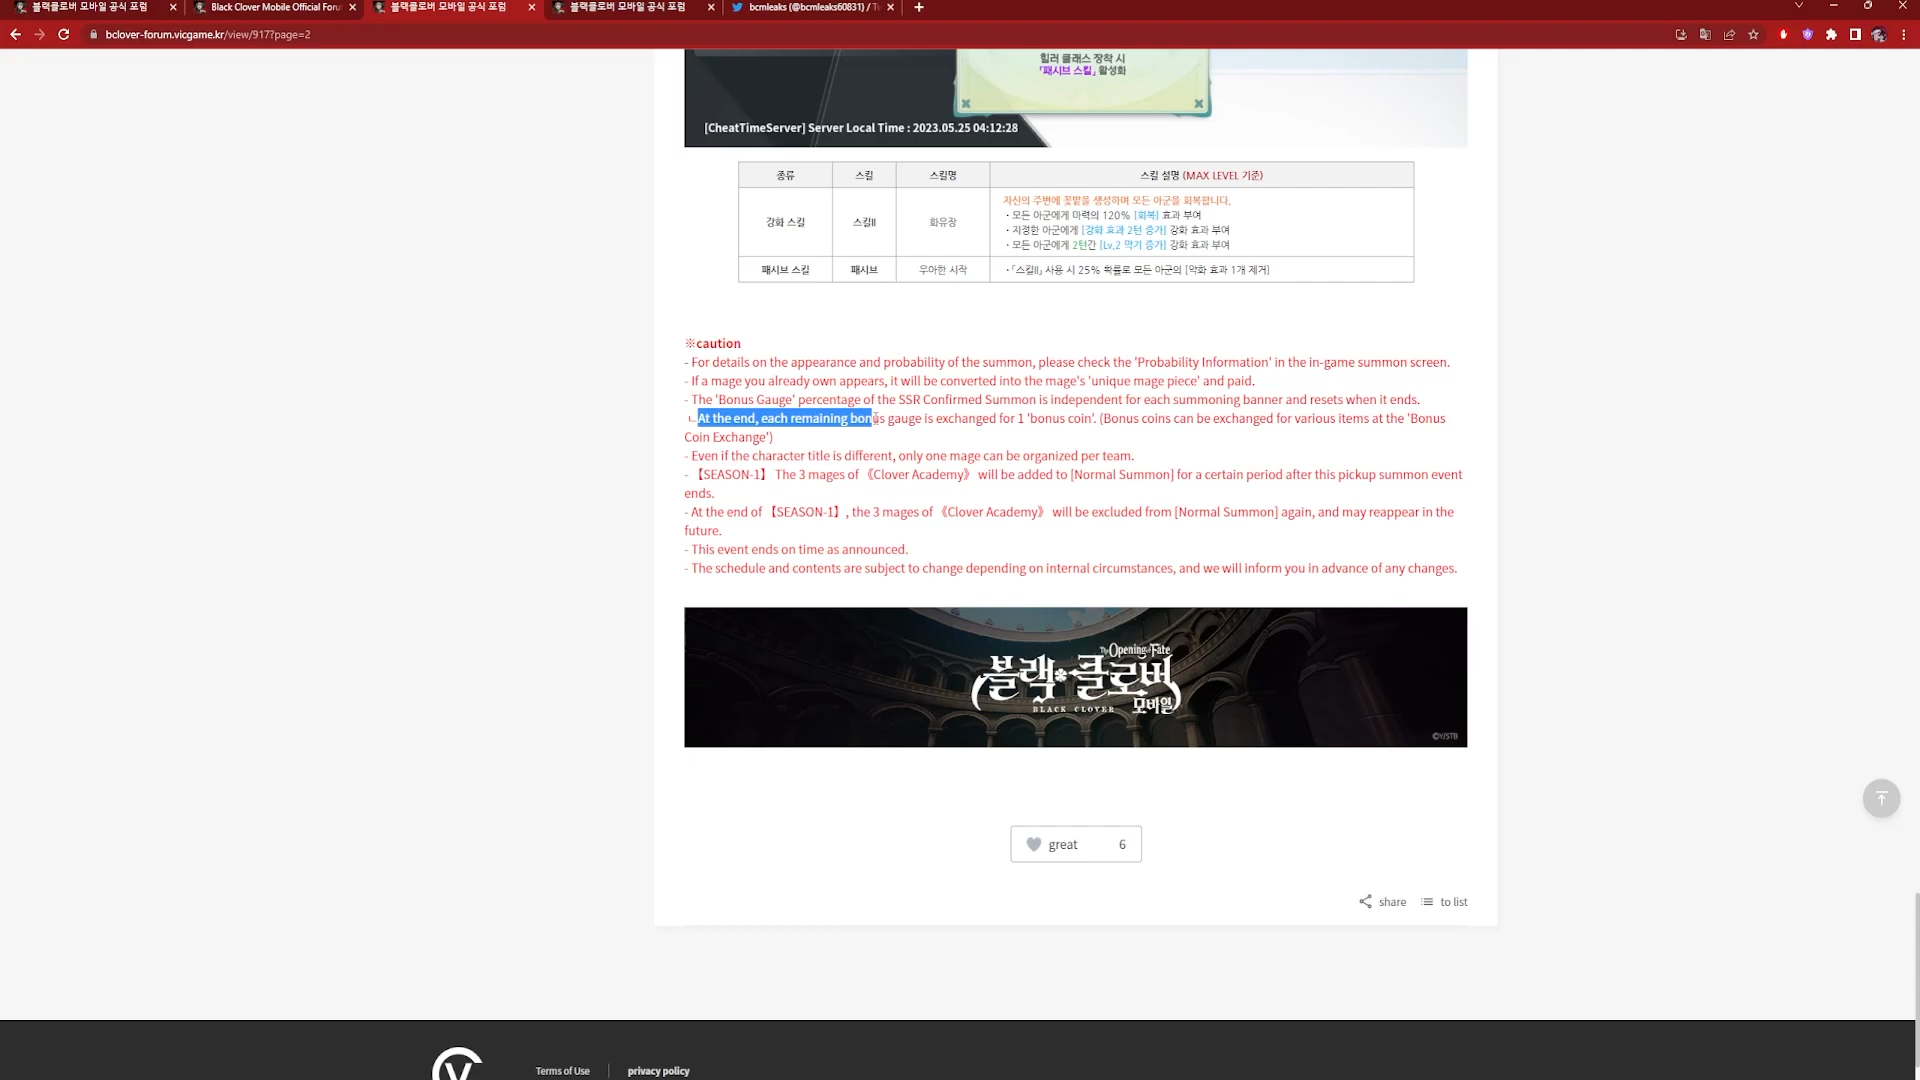 블랙클로버 모바일 공식 포럼
Black Clover Mobile Official Foru
블랙클로버 모바일 공식 포럼
블랙클로버 모바일 공식 포럼
bcmleaks (@bcmleaks60831) / T
bclover-forum.vicgame.kr/view/917?page=2
힐러 클래스 장착 시
「패시브 스킬」 활성화
[CheatTimeServer] Server Local Time : 2023.05.25 04:12:28
종류 스킬 스킬명 스킬 설명 (MAX LEVEL 기준)
강화 스킬 스킬II 화유장
자신의 주변에 꽃밭을 생성하며 모든 아군을 회복합니다.
· 모든 아군에게 마력의 120% [회복] 효과 부여
· 지정한 아군에게 [강화 효과 2턴 증가] 강화 효과 부여
· 모든 아군에게 2턴간 [Lv.2 막기 증가] 강화 효과 부여
패시브 스킬 패시브 우아한 시작 · 「스킬II」 사용 시 25% 확률로 모든 아군의 [약화 효과 1개 제거]
※caution
- For details on the appearance and probability of the summon, please check the 'Probability Information' in the in-game summon screen.
- If a mage you already own appears, it will be converted into the mage's 'unique mage piece' and paid.
- The 'Bonus Gauge' percentage of the SSR Confirmed Summon is independent for each summoning banner and resets when it ends.
ㄴAt the end, each remaining bonus gauge is exchanged for 1 'bonus coin'. (Bonus coins can be exchanged for various items at the 'Bonus
Coin Exchange')
- Even if the character title is different, only one mage can be organized per team.
- 【SEASON-1】 The 3 mages of 《Clover Academy》 will be added to [Normal Summon] for a certain period after this pickup summon event
ends.
- At the end of 【SEASON-1】, the 3 mages of 《Clover Academy》 will be excluded from [Normal Summon] again, and may reappear in the
future.
- This event ends on time as announced.
- The schedule and contents are subject to change depending on internal circumstances, and we will inform you in advance of any changes.
The Opening of Fate
블랙클로버
BLACK CLOVER 모바일
©Y/STB
great 6
share to list
Terms of Use privacy policy